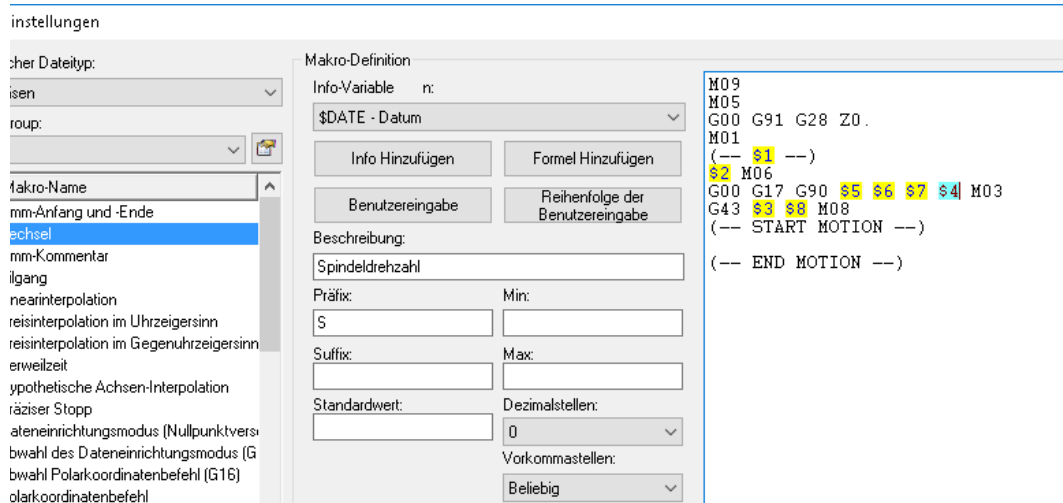 instellungen
cher Dateityp:
isen
roup:
Makro-Name
mm-Anfang und -Ende
echsel
mm-Kommentar
ilgang
nearinterpolation
reisinterpolation im Uhrzeigersinn
reisinterpolation im Gegenuhrzeigersinn
erweilzeit
ypothetische Achsen-Interpolation
räziser Stopp
ateneinrichtungsmodus (Nullpunktvers
bwahl des Dateneinrichtungsmodus (G
bwahl Polarkoordinatenbefehl (G16)
olarkoordinatenbefehl
Makro-Definition
Info-Variable n:
$DATE - Datum
Info Hinzufügen
Formel Hinzufügen
Benutzereingabe
Reihenfolge der
Benutzereingabe
Beschreibung:
Spindeldrehzahl
Präfix:
Min:
S
Suffix:
Max:
Standardwert:
Dezimalstellen:
0
Vorkommastellen:
Beliebig
M09
M05
G00 G91 G28 Z0.
M01
(-- $1 --)
$2 M06
G00 G17 G90 $5 $6 $7 $4 M03
G43 $3 $8 M08
(-- START MOTION --)
(-- END MOTION --)